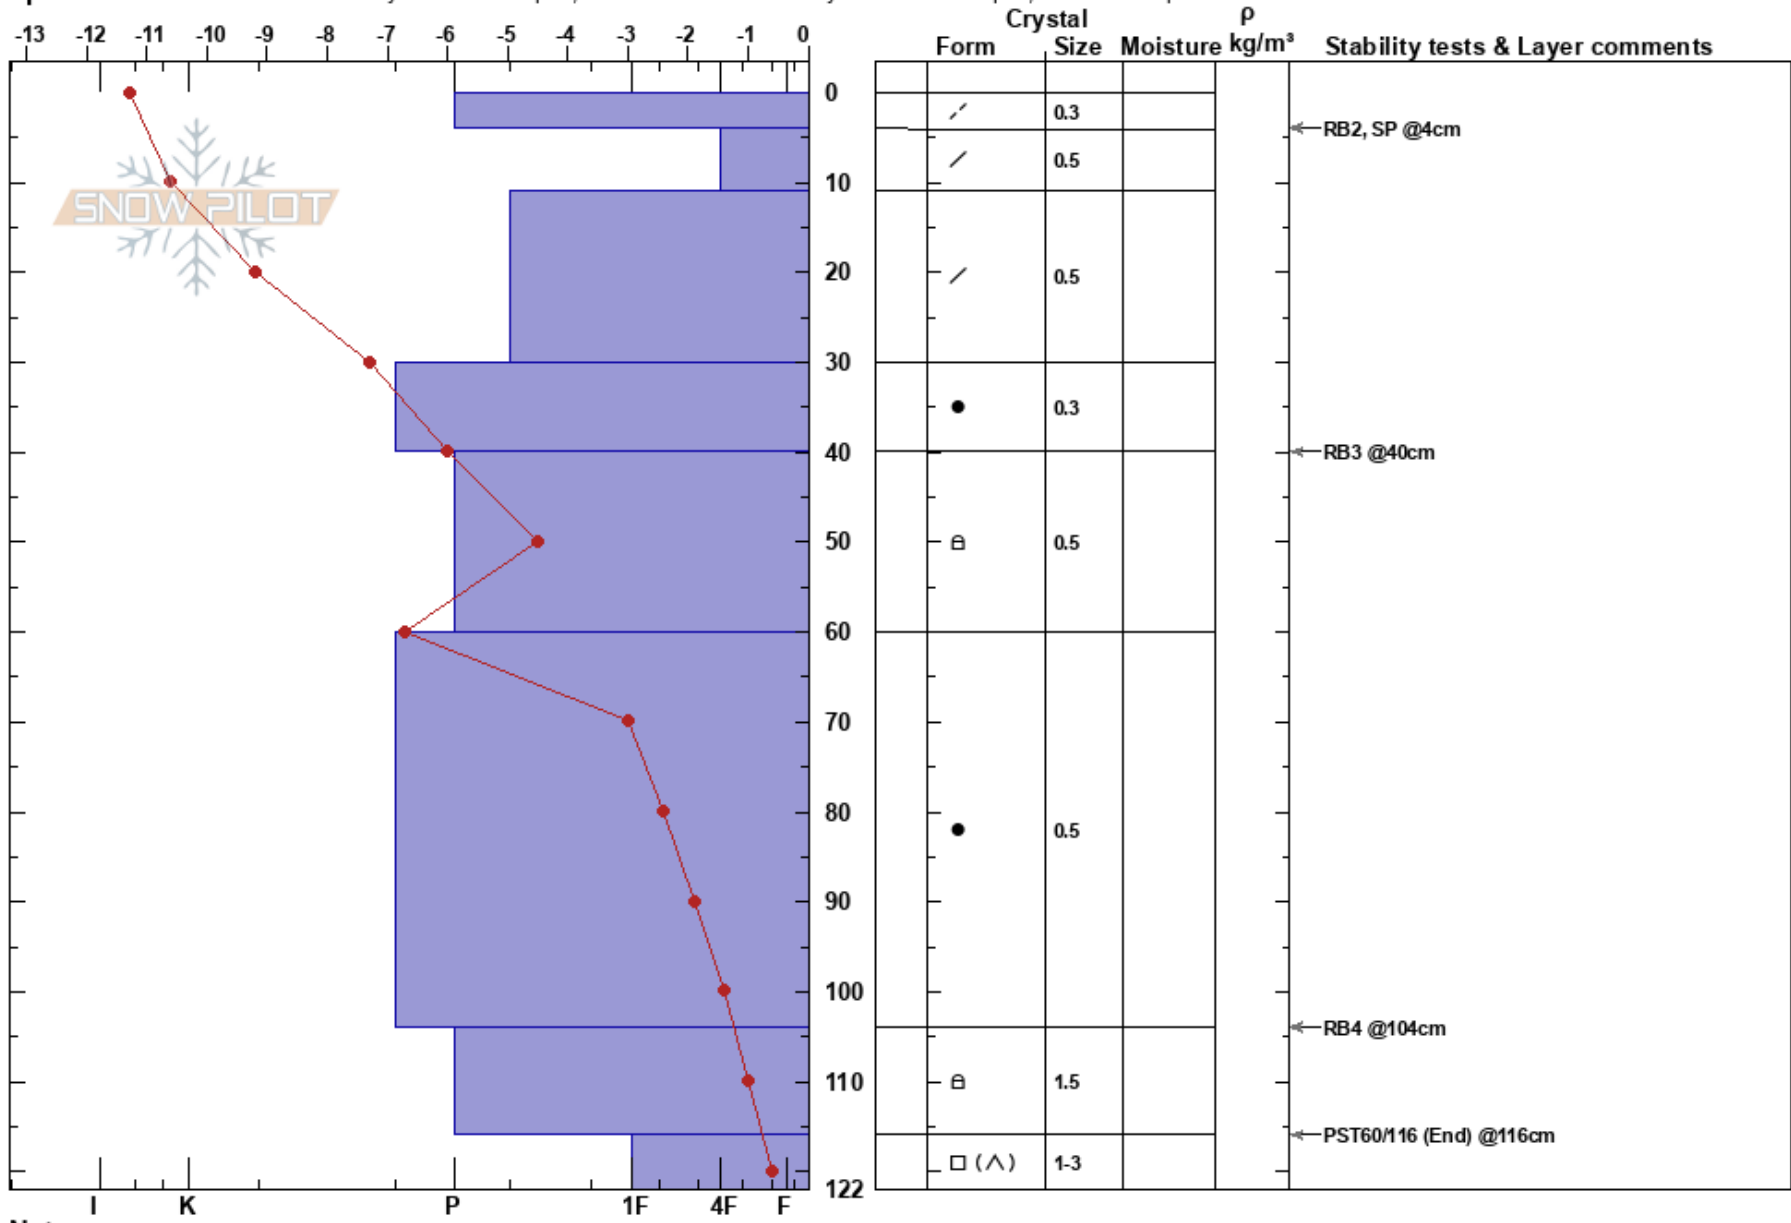 Crystal ρ
-13 -12 -11 -10 -9 -8 -7 -6 -5 -4 -3 -2 -1 0 Form Size Moisture kg/m³ Stability tests & Layer comments
0
0.3
RB2, SP @4cm
0.5
10
SNOW PILOT
20 0.5
30
0.3
40 RB3 @40cm
50 0.5
60
70
80
0.5
90
100
RB4 @104cm
110 1.5
PST60/116 (End) @116cm
1-3
122
I K P 1F 4F F